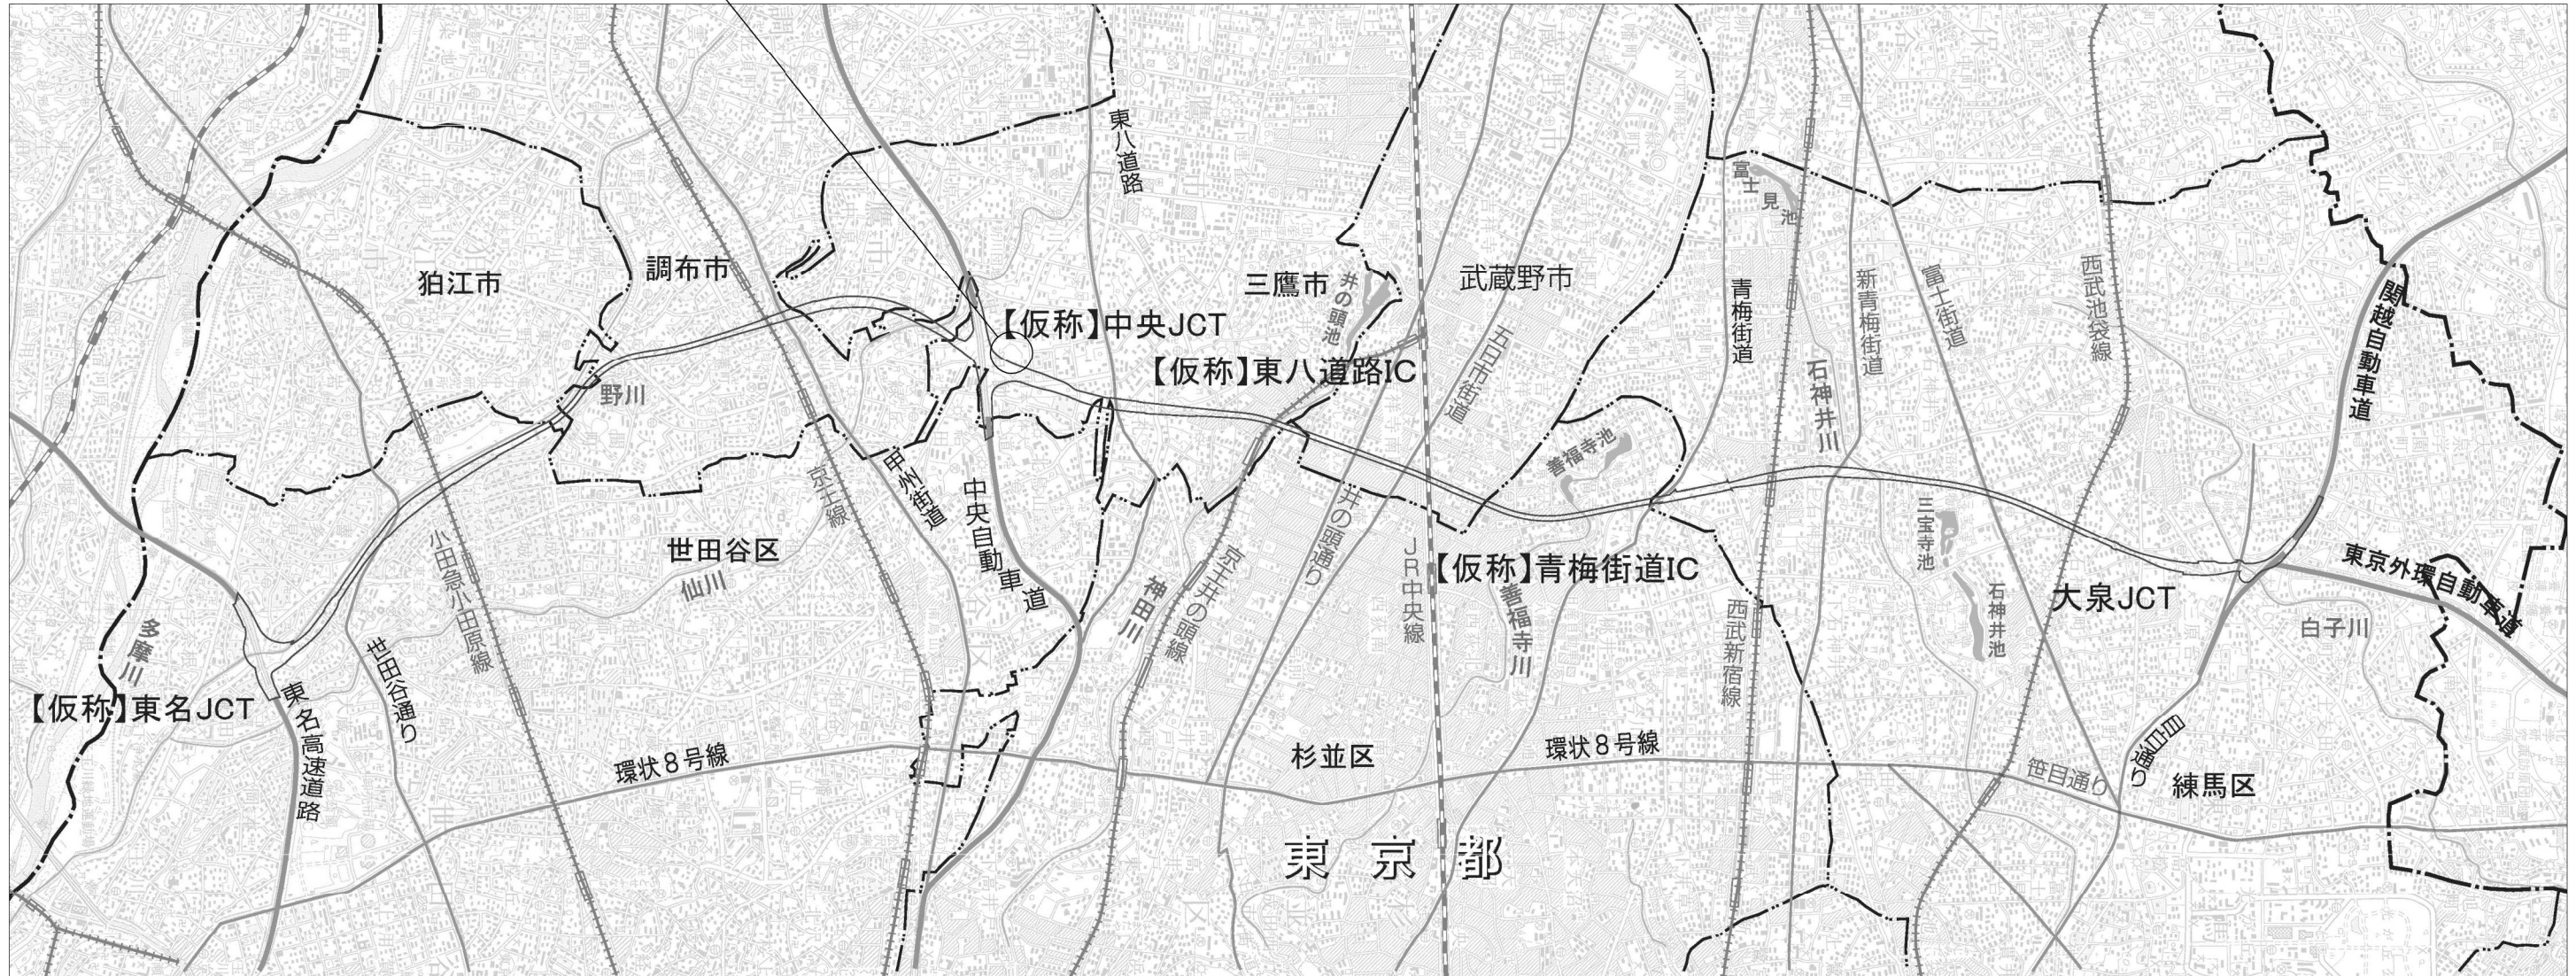 東八道路
富士見池
狛江市
調布市
三鷹市
井の頭池
武蔵野市
青梅街道
新青梅街道
富士街道
西武池袋線
関越自動車道
【仮称】中央JCT
【仮称】東八道路IC
五日市街道
石神井川
野川
善福寺池
甲州街道
京王線
中央自動車道
世田谷区
仙川
小田急小田原線
神田川
京王井の頭線
井の頭通り
JR中央線
【仮称】青梅街道IC
善福寺川
西武新宿線
三宝寺池
石神井池
大泉JCT
東京外環自動車道
白子川
多摩川
世田谷通り
【仮称】東名JCT
東名高速道路
環状8号線
杉並区
環状8号線
笹目通り
目白通り
練馬区
東京都